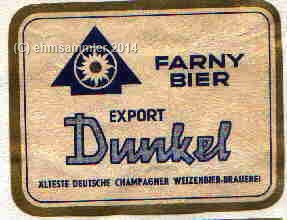 © ehmsammler 2014
FARNY
BIER
EXPORT
Dunkel
ÄLTESTE DEUTSCHE CHAMPAGNER WEIZENBIER-BRAUEREI